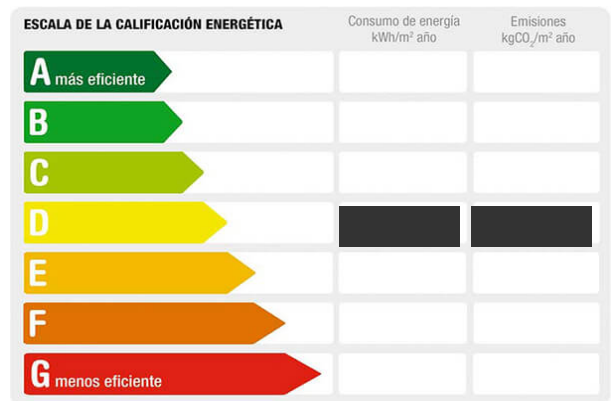 ESCALA DE LA CALIFICACIÓN ENERGÉTICA
Consumo de energía
kWh/m² año
Emisiones
kgCO₂/m² año
A más eficiente
B
C
D
E
F
G menos eficiente